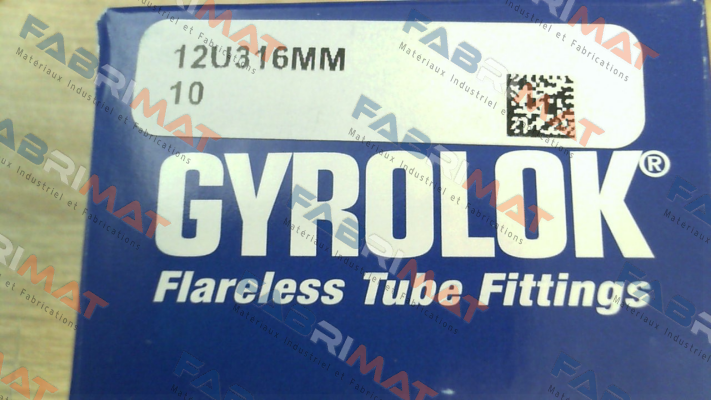 12U316MM
10
GYROLOK®
Flareless Tube Fittings
FABRIMAT
Matériaux Industriel et Fabrications